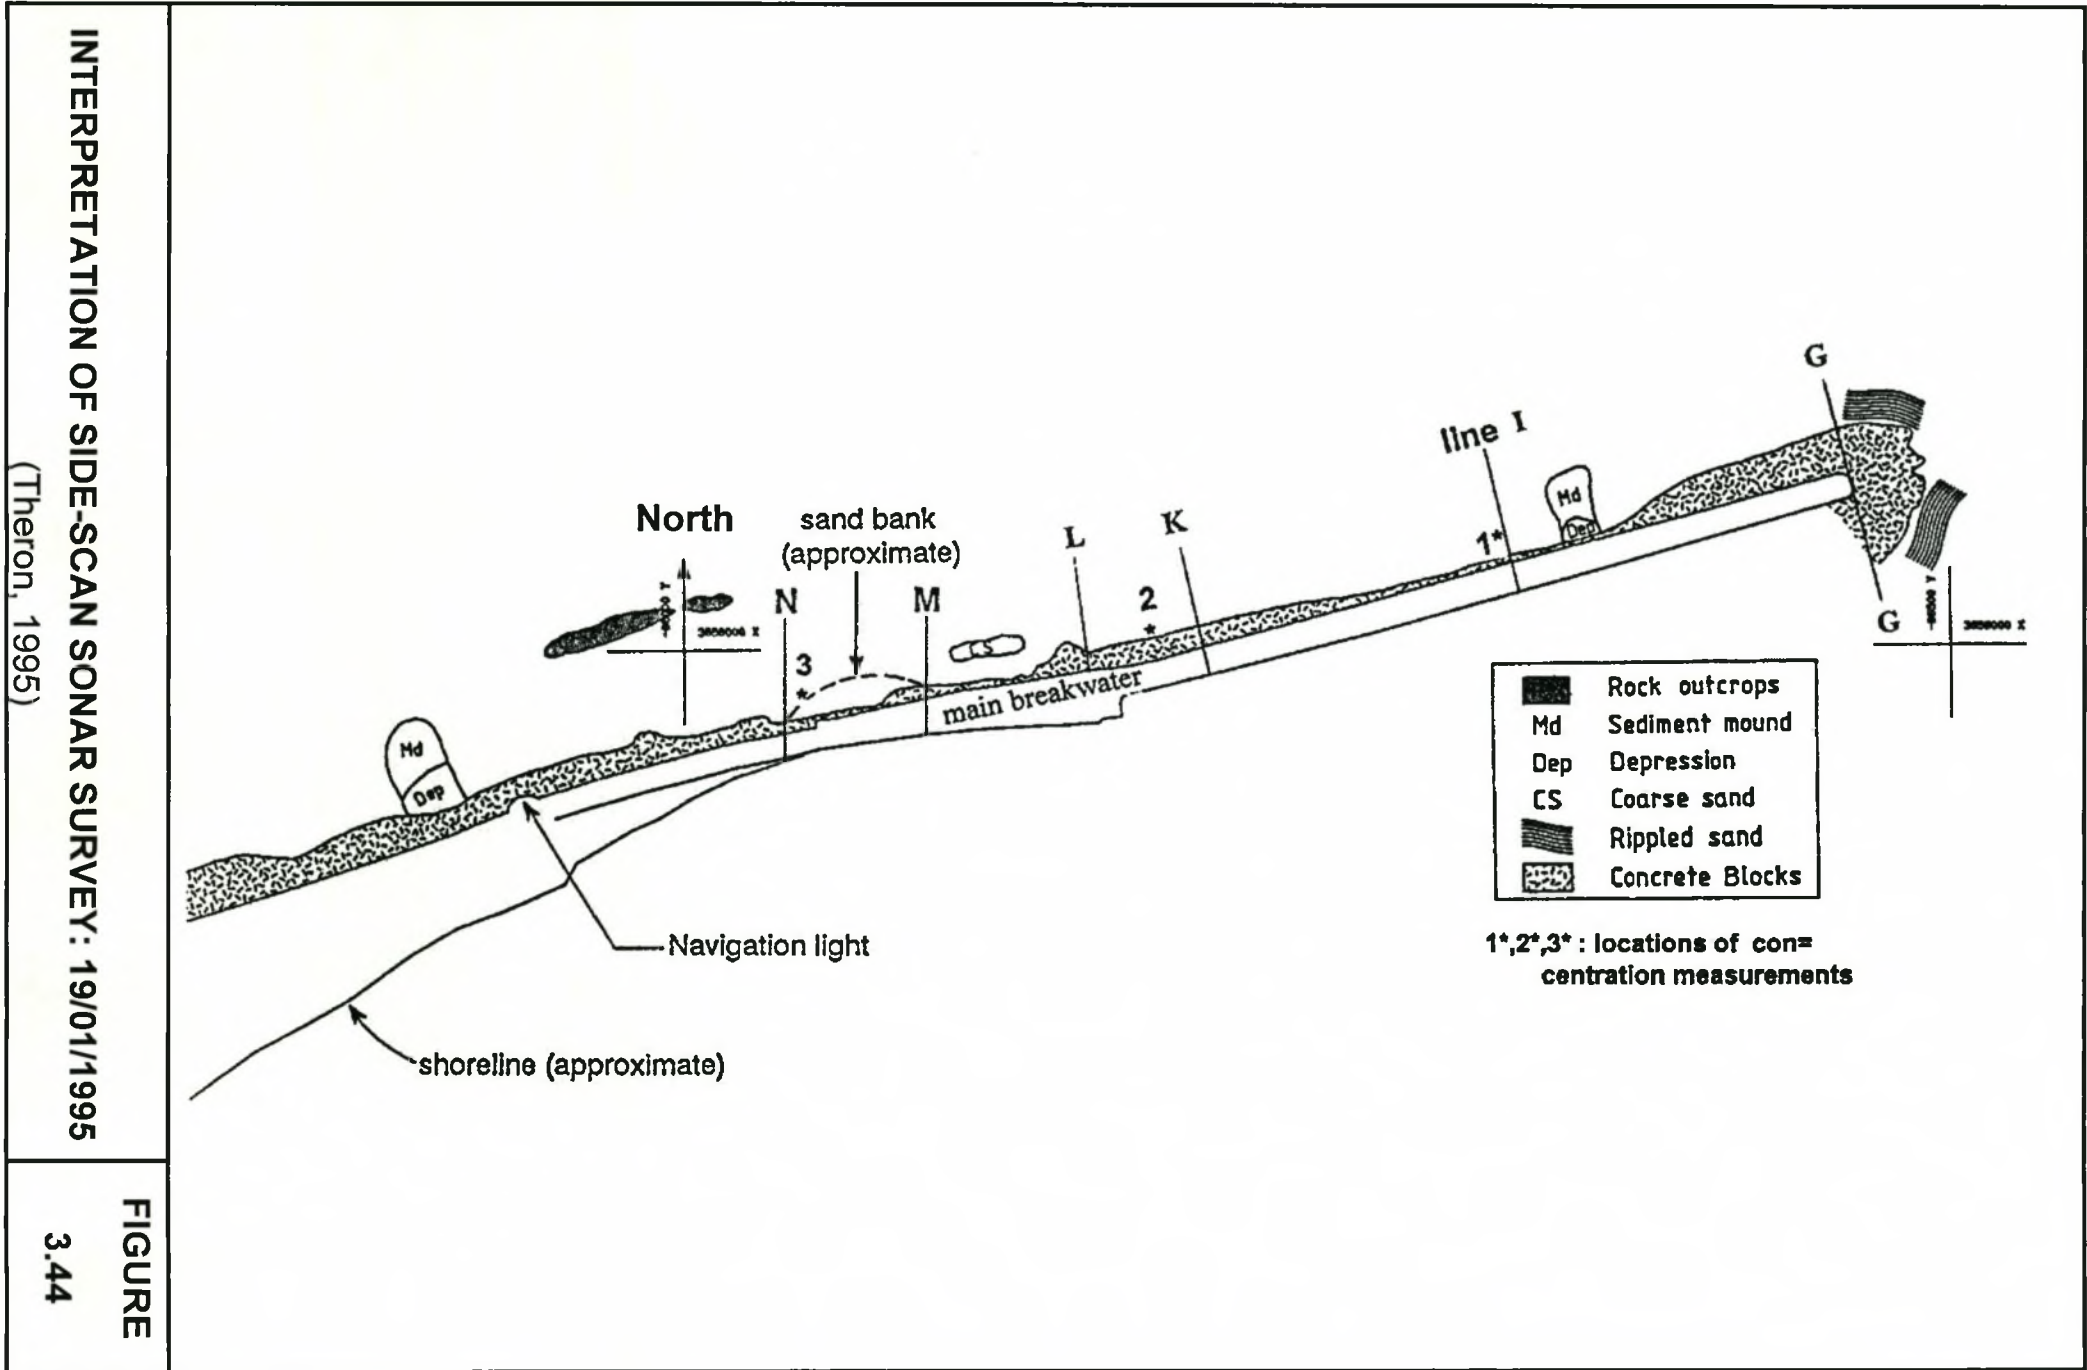 INTERPRETATION OF SIDE-SCAN SONAR SURVEY: 19/01/1995
(Theron, 1995)
FIGURE
3.44
G
line I
Md
Dep
1*
North
sand bank
(approximate)
L
K
N
M
2
*
CS
3
*
main breakwater
G
Md
Dep
Navigation light
shoreline (approximate)
Rock outcrops
Md Sediment mound
Dep Depression
CS Coarse sand
Rippled sand
Concrete Blocks
1*,2*,3* : locations of con=
centration measurements